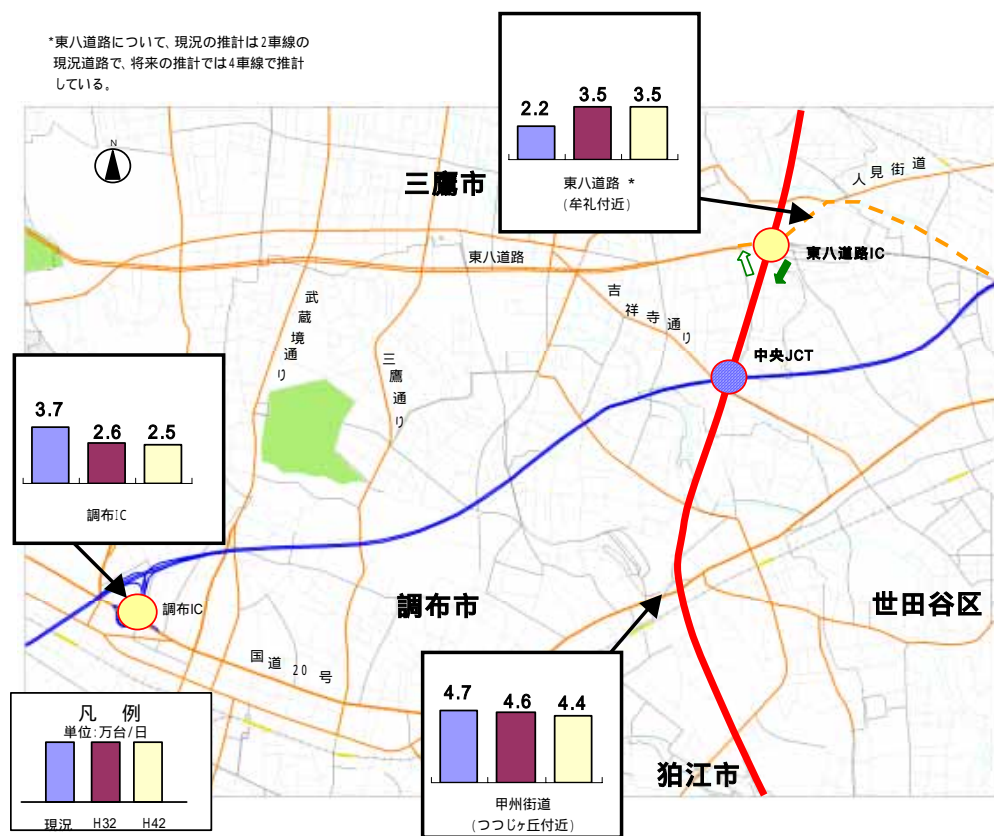 *東八道路について、現況の推計は2車線の
現況道路で、将来の推計では4車線で推計
している。
N
三鷹市
2.2
3.5
3.5
東八道路 *
(牟礼付近)
人見街道
東八道路
東八道路IC
武蔵境通り
三鷹通り
吉祥寺通り
中央JCT
3.7
2.6
2.5
調布IC
調布IC
調布市
世田谷区
国道20号
4.7
4.6
4.4
甲州街道
(つつじヶ丘付近)
狛江市
凡 例
単位:万台/日
現況
H32
H42